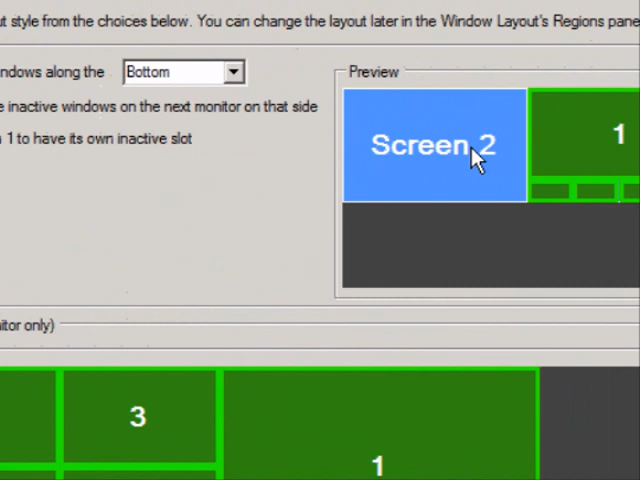 ut style from the choices below. You can change the layout later in the Window Layout's Regions pane
ndows along the Bottom
Preview
e inactive windows on the next monitor on that side
1 to have its own inactive slot
Screen 2
1
itor only)
3
1